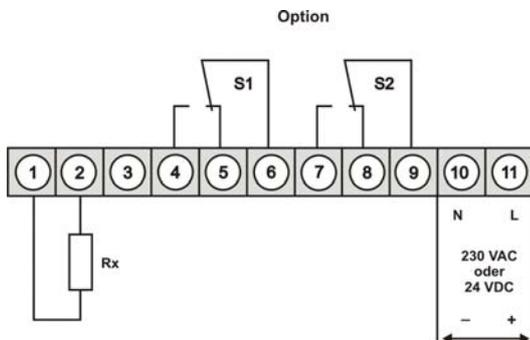 Option
S1 S2
1 2 3 4 5 6 7 8 9 10 11
N L
Rx
230 VAC
oder
24 VDC
– +